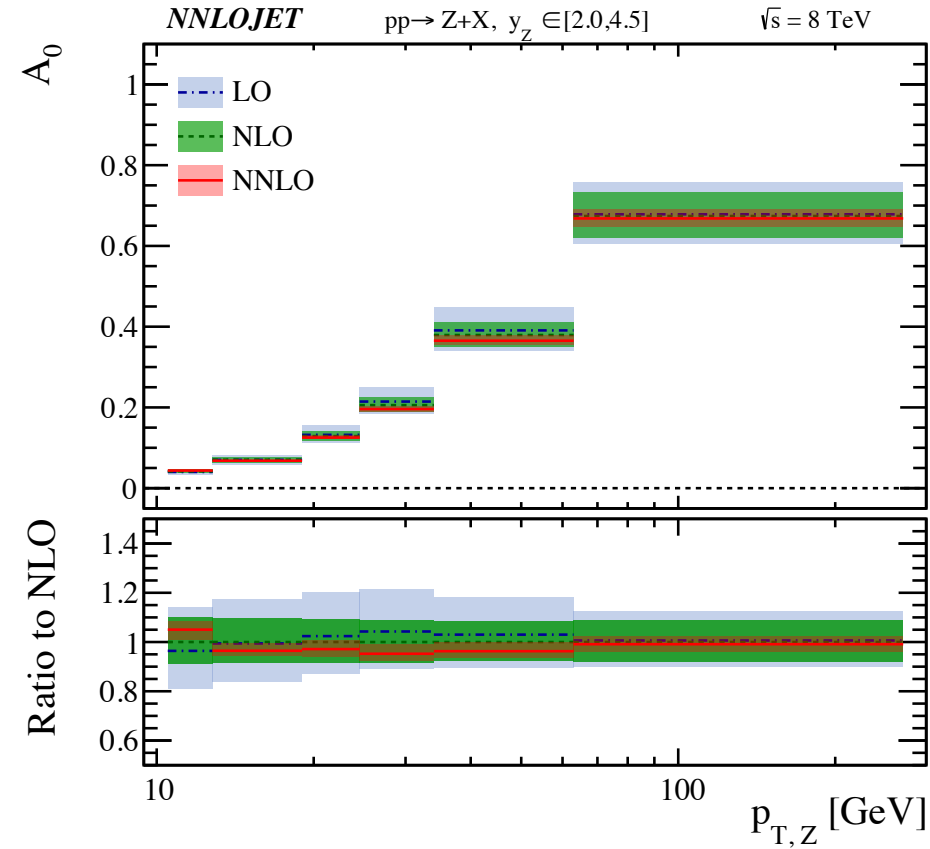 NNLOJET pp→ Z+X, y_Z ∈[2.0,4.5] √s = 8 TeV
A_0
1
0.8
0.6
0.4
0.2
0
LO
NLO
NNLO
Ratio to NLO
1.4
1.2
1
0.8
0.6
10 100
p_{T, Z} [GeV]